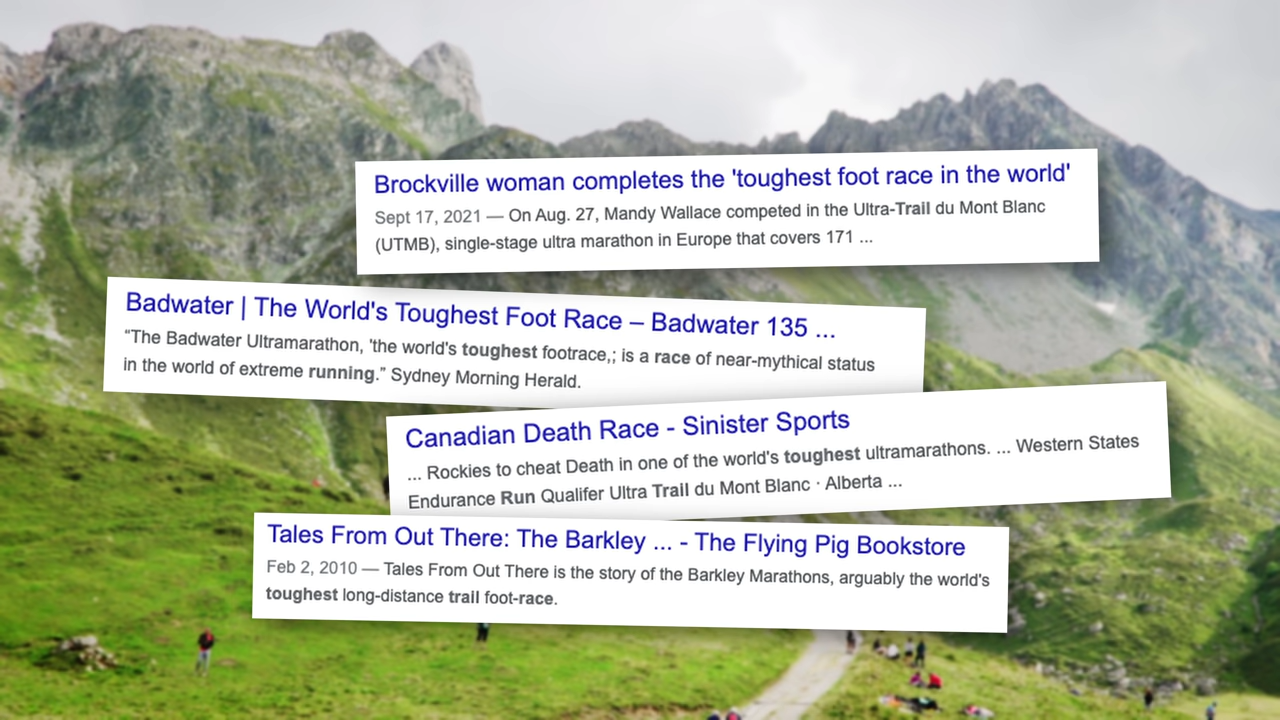 Brockville woman completes the 'toughest foot race in the world'
Sept 17, 2021 — On Aug. 27, Mandy Wallace competed in the Ultra-Trail du Mont Blanc
(UTMB), single-stage ultra marathon in Europe that covers 171 ...
Badwater | The World's Toughest Foot Race – Badwater 135 ...
"The Badwater Ultramarathon, 'the world's toughest footrace,; is a race of near-mythical status
in the world of extreme running." Sydney Morning Herald.
Canadian Death Race - Sinister Sports
... Rockies to cheat Death in one of the world's toughest ultramarathons. ... Western States
Endurance Run Qualifer Ultra Trail du Mont Blanc · Alberta ...
Tales From Out There: The Barkley ... - The Flying Pig Bookstore
Feb 2, 2010 — Tales From Out There is the story of the Barkley Marathons, arguably the world's
toughest long-distance trail foot-race.